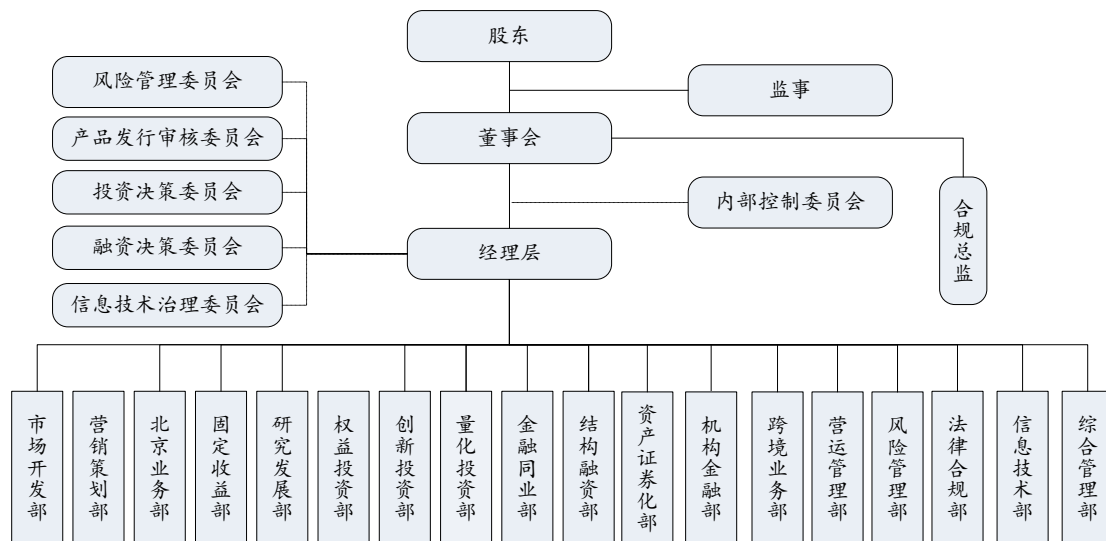 股东
风险管理委员会
监事
产品发行审核委员会
董事会
投资决策委员会
内部控制委员会
合规总监
融资决策委员会
经理层
信息技术治理委员会
市场开发部
营销策划部
北京业务部
固定收益部
研究发展部
权益投资部
创新投资部
量化投资部
金融同业部
结构融资部
资产证券化部
机构金融部
跨境业务部
营运管理部
风险管理部
法律合规部
信息技术部
综合管理部